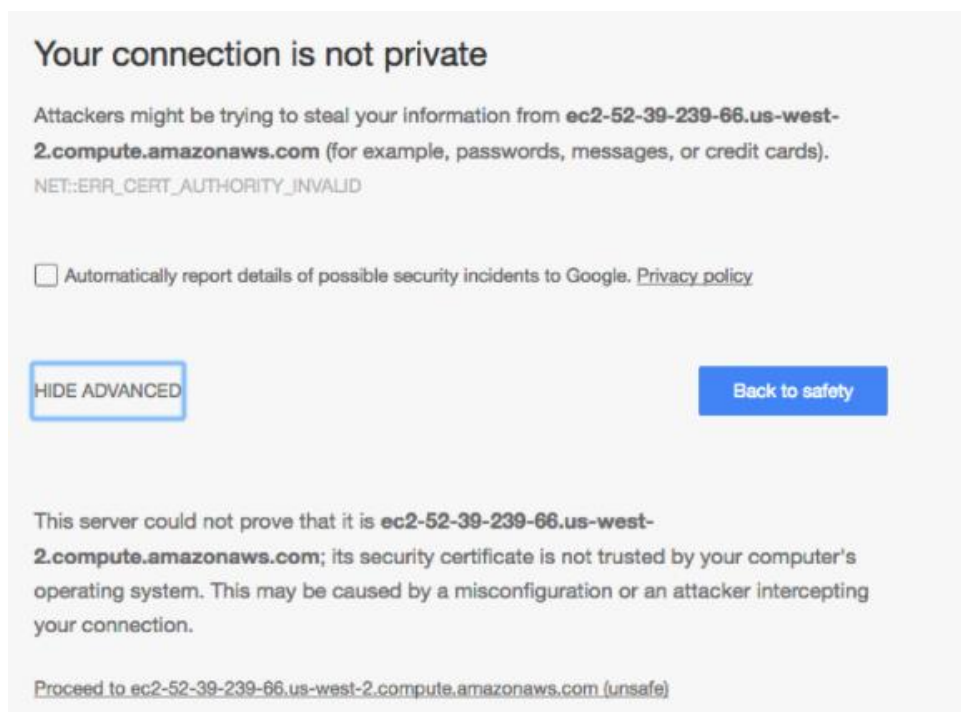 Your connection is not private
Attackers might be trying to steal your information from ec2-52-39-239-66.us-west-
2.compute.amazonaws.com (for example, passwords, messages, or credit cards).
NET::ERR_CERT_AUTHORITY_INVALID
Automatically report details of possible security incidents to Google. Privacy policy
HIDE ADVANCED
Back to safety
This server could not prove that it is ec2-52-39-239-66.us-west-
2.compute.amazonaws.com; its security certificate is not trusted by your computer's
operating system. This may be caused by a misconfiguration or an attacker intercepting
your connection.
Proceed to ec2-52-39-239-66.us-west-2.compute.amazonaws.com (unsafe)